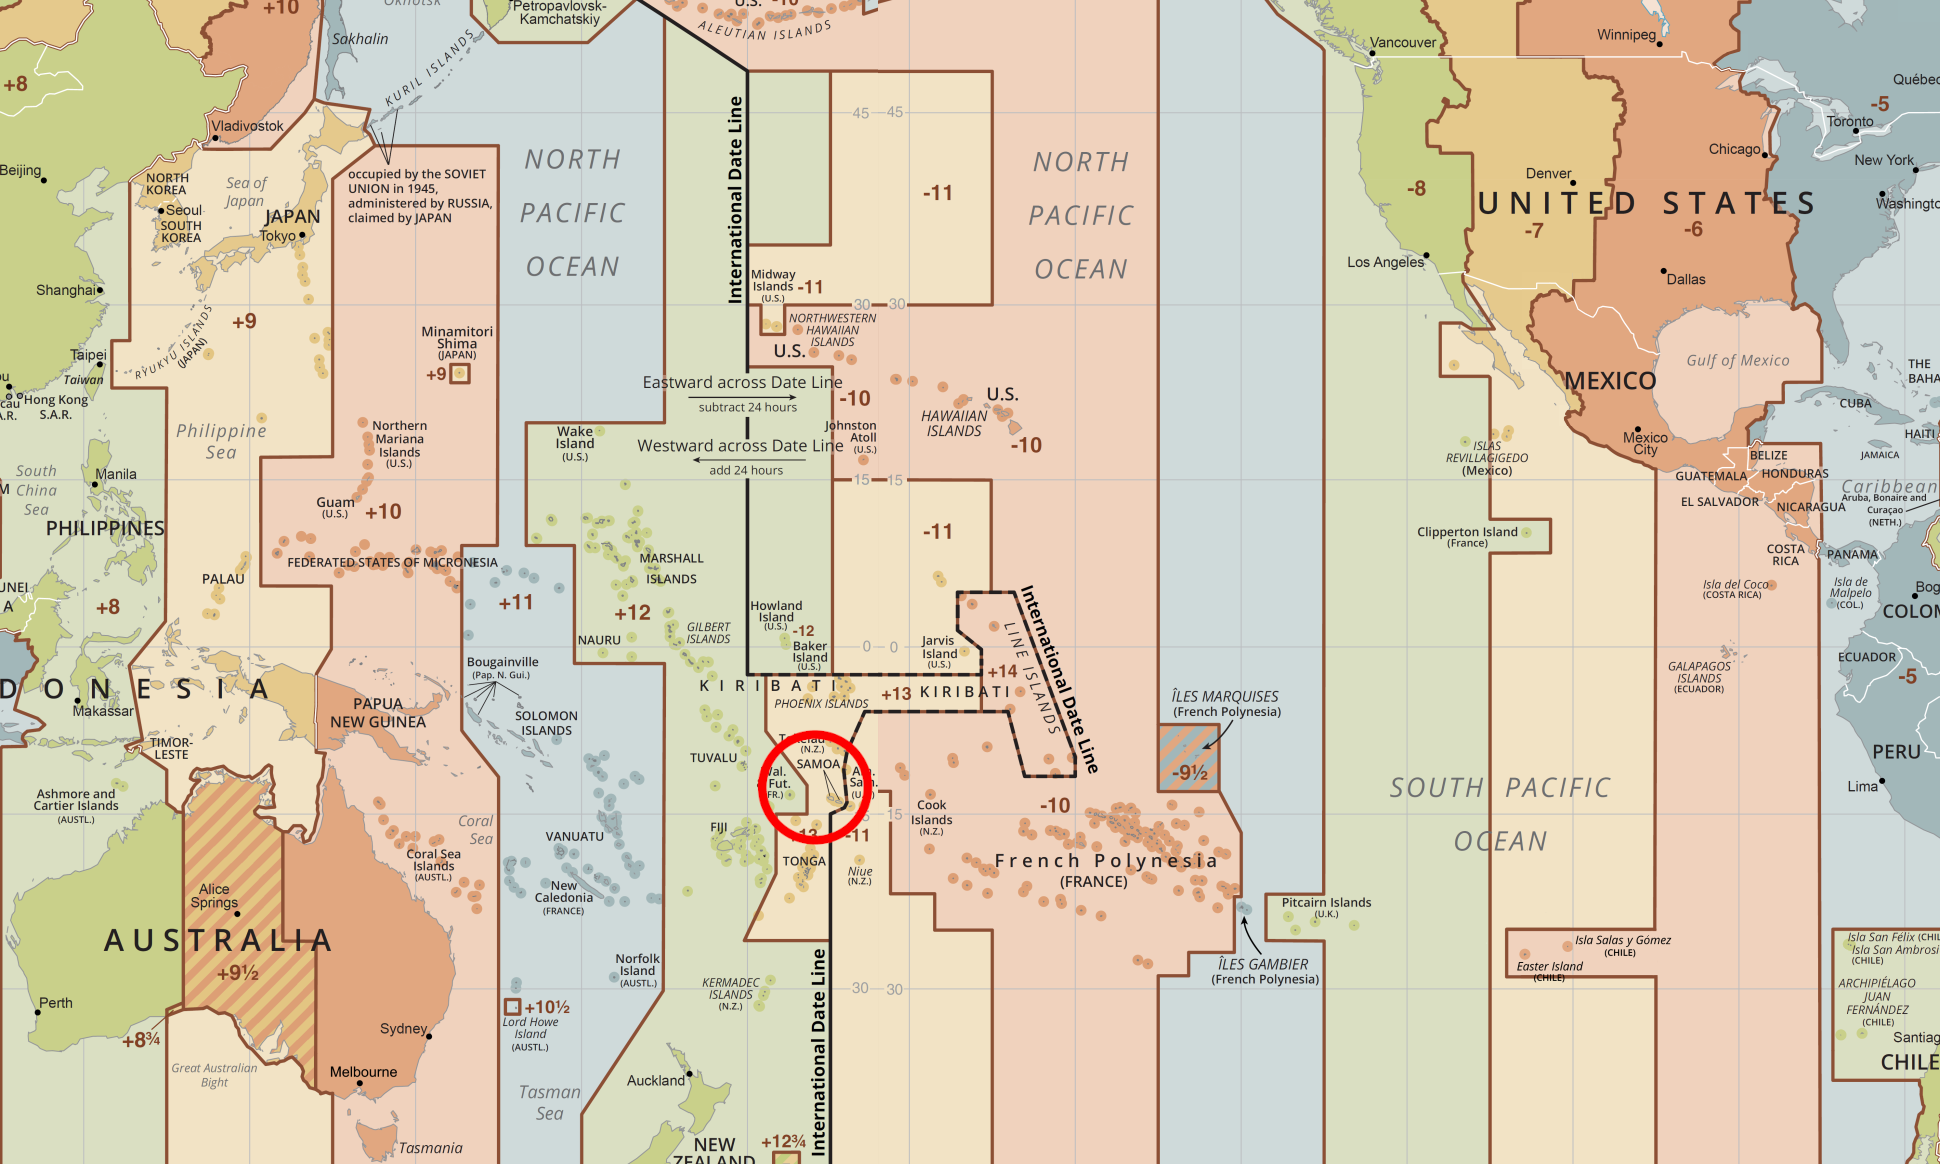 +10
Okhotsk
Petropavlovsk-
Kamchatskiy
U.S. -10
ALEUTIAN ISLANDS
Sakhalin
KURIL ISLANDS
+8
Vladivostok
Beijing
NORTH
KOREA
Seoul
SOUTH
KOREA
Sea of
Japan
JAPAN
Tokyo
occupied by the SOVIET
UNION in 1945,
administered by RUSSIA,
claimed by JAPAN
NORTH
PACIFIC
OCEAN
International Date Line
45
45
-11
NORTH
PACIFIC
OCEAN
Vancouver
Winnipeg
Québec
-5
Toronto
Chicago
New York
Denver
-8
UNITED STATES
Washington
-7
-6
Los Angeles
Dallas
Shanghai
+9
RYUKYU ISLANDS
(JAPAN)
Taipei
Taiwan
Hong Kong
S.A.R.
Minamitori
Shima
(JAPAN)
+9
Midway
Islands
(U.S.)
-11
30
30
NORTHWESTERN
HAWAIIAN
ISLANDS
U.S.
Eastward across Date Line
subtract 24 hours
-10
U.S.
HAWAIIAN
ISLANDS
-10
Johnston
Atoll
(U.S.)
Westward across Date Line
add 24 hours
Gulf of Mexico
MEXICO
Mexico
City
THE
BAHA
CUBA
HAITI
JAMAICA
BELIZE
GUATEMALA
HONDURAS
EL SALVADOR
NICARAGUA
Caribbean
Aruba, Bonaire and
Curaçao
(NETH.)
COSTA
RICA
PANAMA
ISLAS
REVILLAGIGEDO
(Mexico)
Philippine
Sea
Northern
Mariana
Islands
(U.S.)
Wake
Island
(U.S.)
South
China
Sea
Manila
PHILIPPINES
Guam
(U.S.)
+10
15
15
-11
Clipperton Island
(France)
FEDERATED STATES OF MICRONESIA
MARSHALL
ISLANDS
PALAU
+8
+11
+12
NAURU
GILBERT
ISLANDS
Howland
Island
(U.S.)
-12
Baker
Island
(U.S.)
0
0
Jarvis
Island
(U.S.)
LINE ISLANDS
International Date Line
+14
Isla del Coco
(COSTA RICA)
Isla de
Malpelo
(COL.)
Bog
COLOM
ECUADOR
GALAPAGOS
ISLANDS
(ECUADOR)
-5
DONESIA
Makassar
Bougainville
(Pap. N. Gui.)
PAPUA
NEW GUINEA
SOLOMON
ISLANDS
KIRIBATI
PHOENIX ISLANDS
+13
KIRIBATI
ÎLES MARQUISES
(French Polynesia)
-9½
TIMOR-
LESTE
TUVALU
Tokelau
(N.Z.)
SAMOA
Wal.
Fut.
(FR.)
Am.
Sam.
(U.S.)
PERU
Lima
SOUTH PACIFIC
OCEAN
Ashmore and
Cartier Islands
(AUSTL.)
Coral
Sea
Coral Sea
Islands
(AUSTL.)
VANUATU
FIJI
13
-11
15
TONGA
Niue
(N.Z.)
Cook
Islands
(N.Z.)
-10
French Polynesia
(FRANCE)
New
Caledonia
(FRANCE)
Alice
Springs
AUSTRALIA
+9½
Pitcairn Islands
(U.K.)
ÎLES GAMBIER
(French Polynesia)
Isla Salas y Gómez
(CHILE)
Easter Island
(CHILE)
Isla San Félix (CHIL
Isla San Ambrosi
(CHILE)
ARCHIPIÉLAGO
JUAN
FERNÁNDEZ
(CHILE)
Norfolk
Island
(AUSTL.)
KERMADEC
ISLANDS
(N.Z.)
International Date Line
30
30
Perth
+8¾
+10½
Lord Howe
Island
(AUSTL.)
Sydney
Great Australian
Bight
Melbourne
Tasman
Sea
Auckland
Santiag
CHILE
Tasmania
NEW
ZEALAND
+12¾